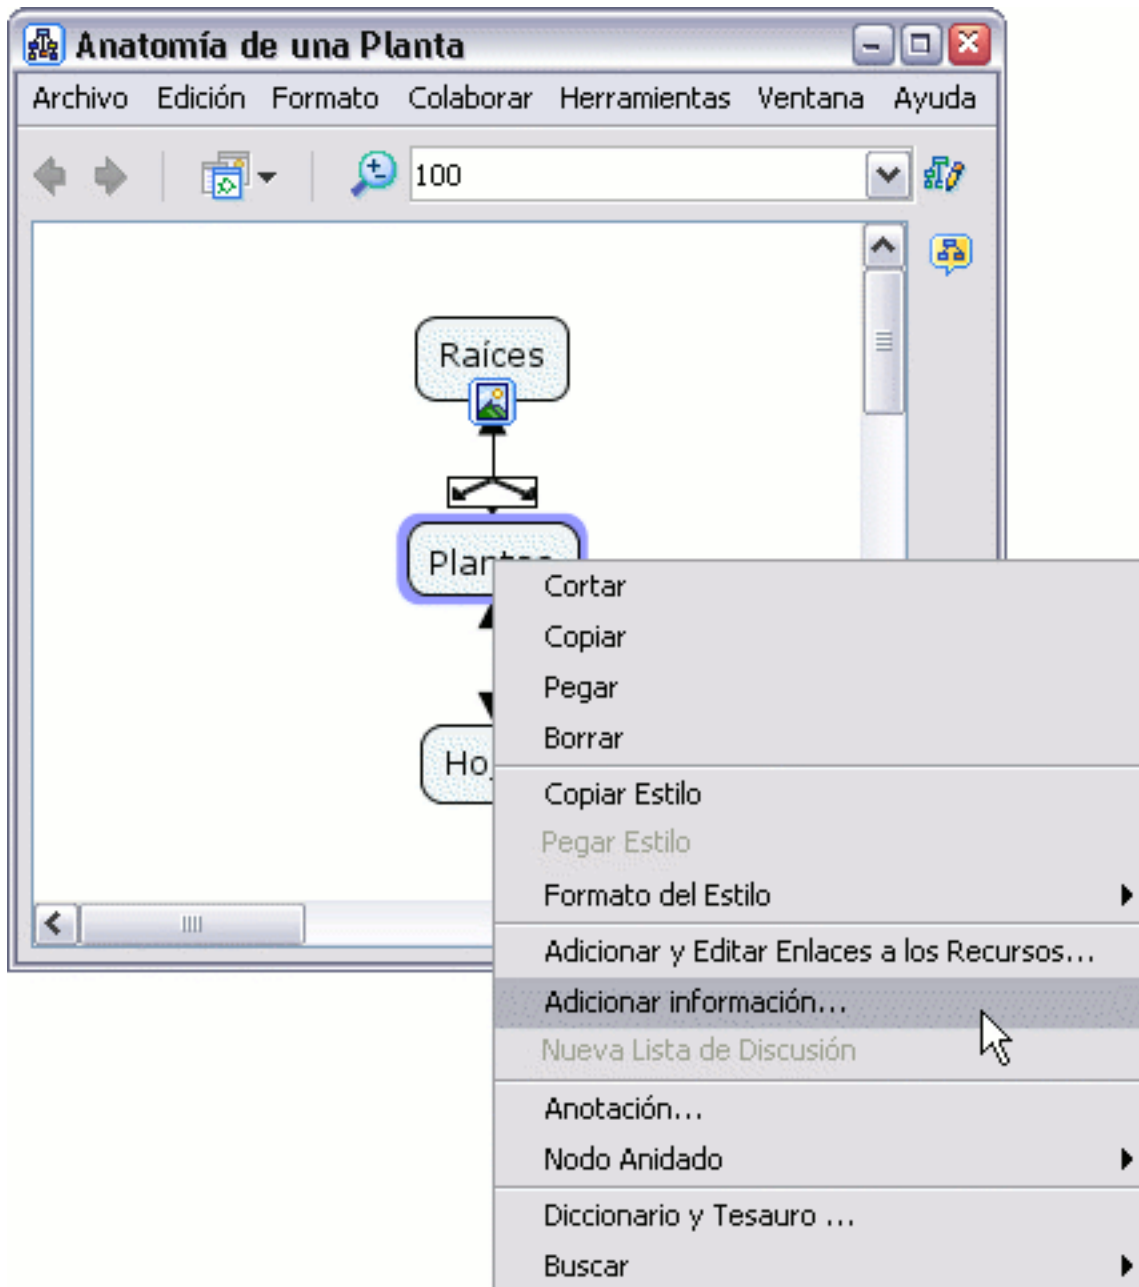 Anatomía de una Planta
Archivo Edición Formato Colaborar Herramientas Ventana Ayuda
100
Raíces
Cortar
Copiar
Pegar
Borrar
Copiar Estilo
Pegar Estilo
Formato del Estilo
Adicionar y Editar Enlaces a los Recursos...
Adicionar información...
Nueva Lista de Discusión
Anotación...
Nodo Anidado
Diccionario y Tesauro ...
Buscar